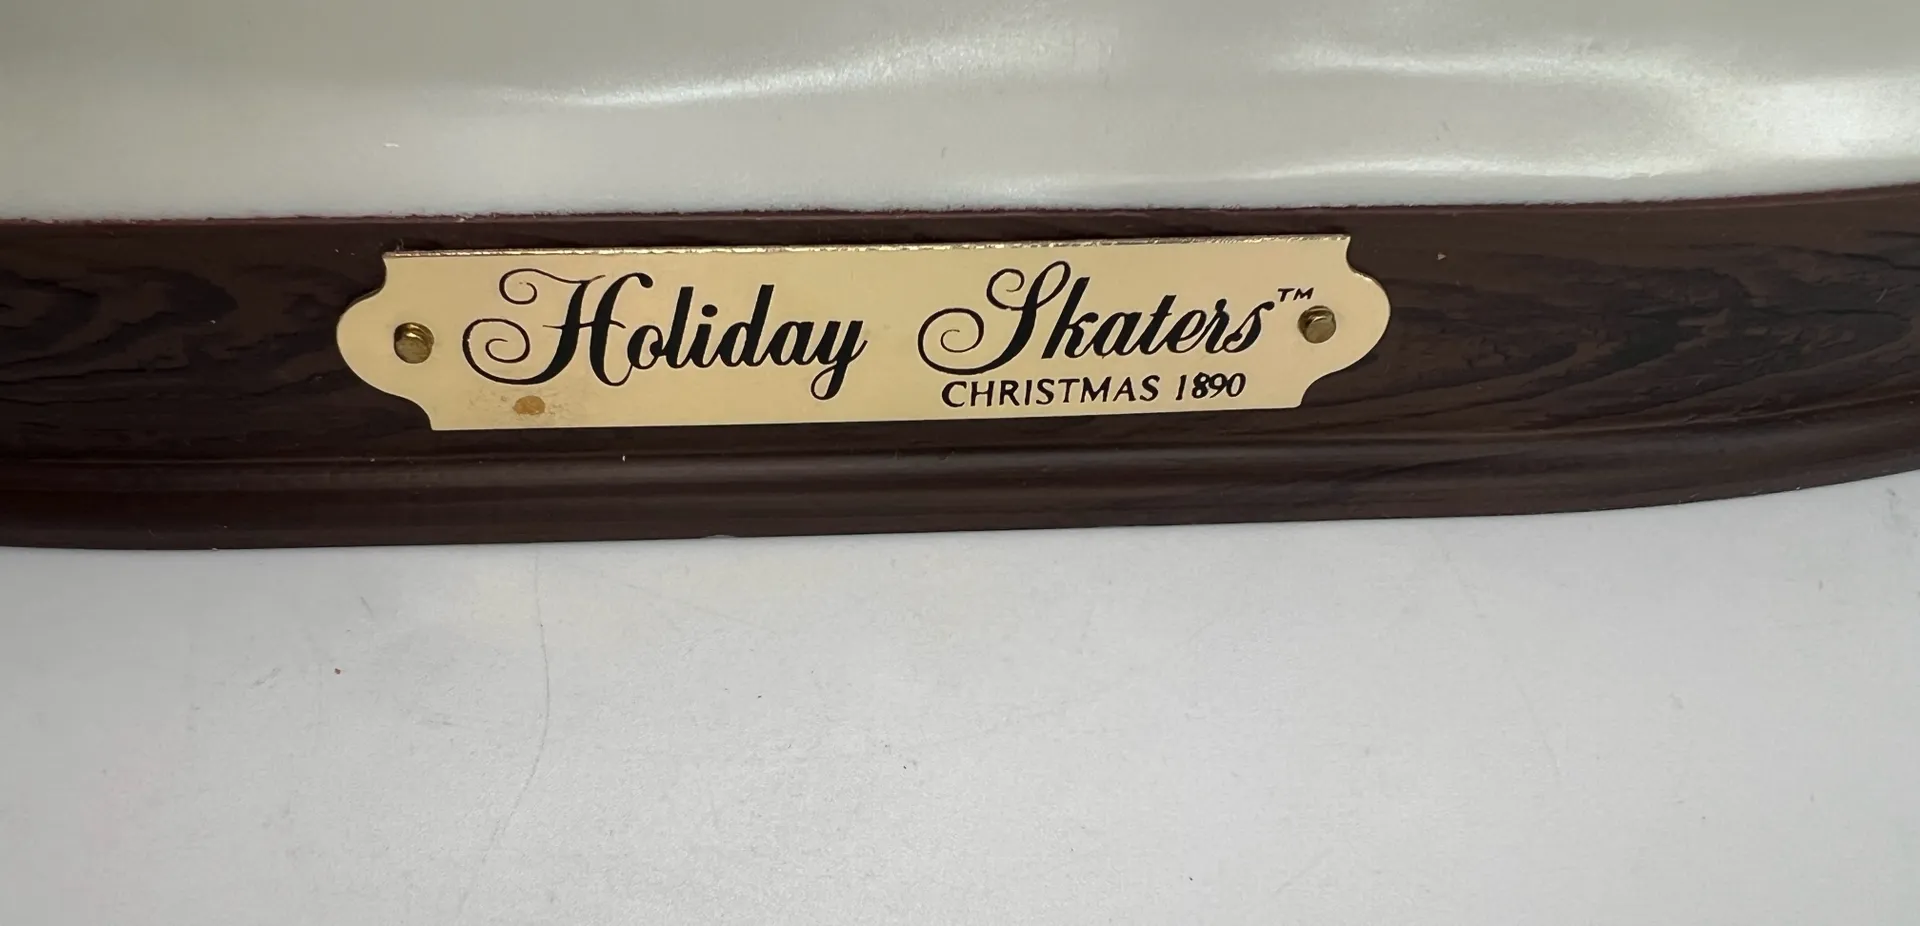 Holiday Skaters™
CHRISTMAS 1890